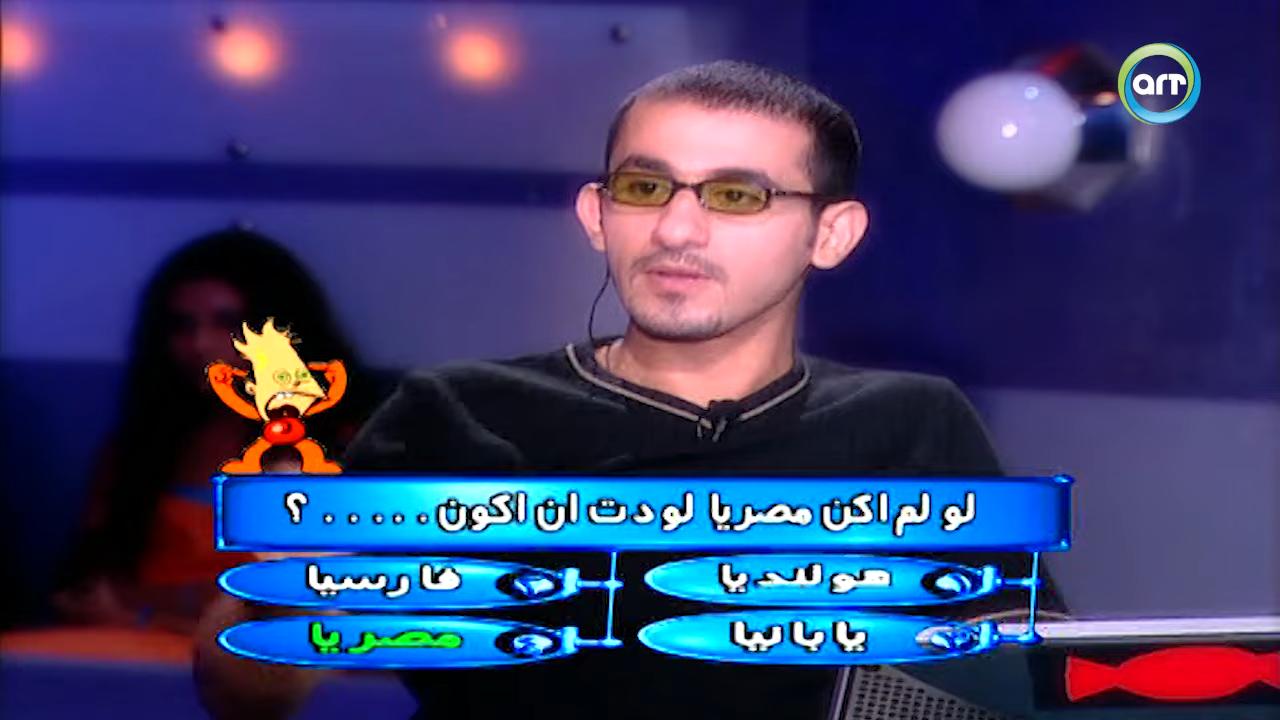 art
لو لم اكن مصريا لودت ان اكون.....؟
هولنديا
فارسيا
يابانيا
مصريا